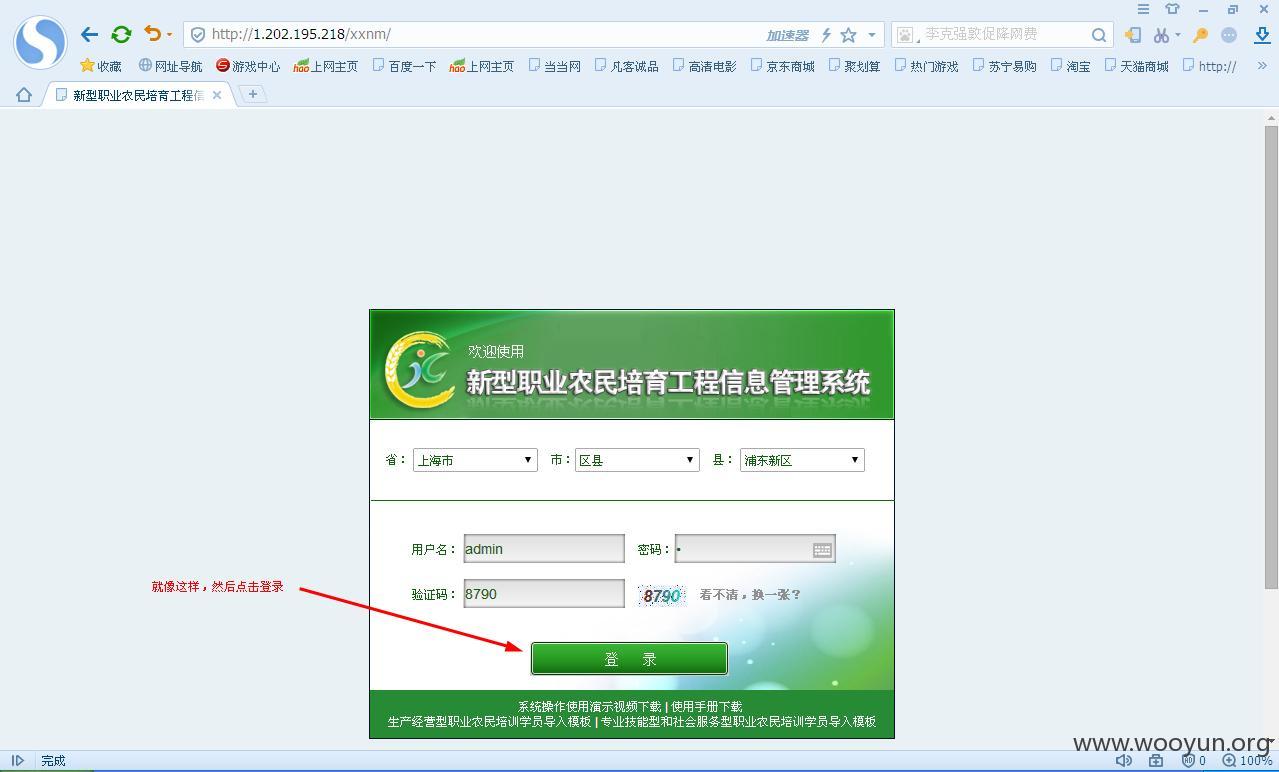 http://1.202.195.218/xxnm/
加速器
李克强敦促降网费
收藏 网址导航 游戏中心 上网主页 百度一下 上网主页 当当网 凡客诚品 高清电影 京东商城 聚划算 热门游戏 苏宁易购 淘宝 天猫商城 http://
新型职业农民培育工程信
欢迎使用
新型职业农民培育工程信息管理系统
省： 上海市 市： 区县 县： 浦东新区
用户名： admin 密码： •
验证码： 8790 8790 看不清，换一张？
就像这样，然后点击登录
登 录
系统操作使用演示视频下载 | 使用手册下载
生产经营型职业农民培训学员导入模板 | 专业技能型和社会服务型职业农民培训学员导入模板
www.wooyun.org
完成
0
100%